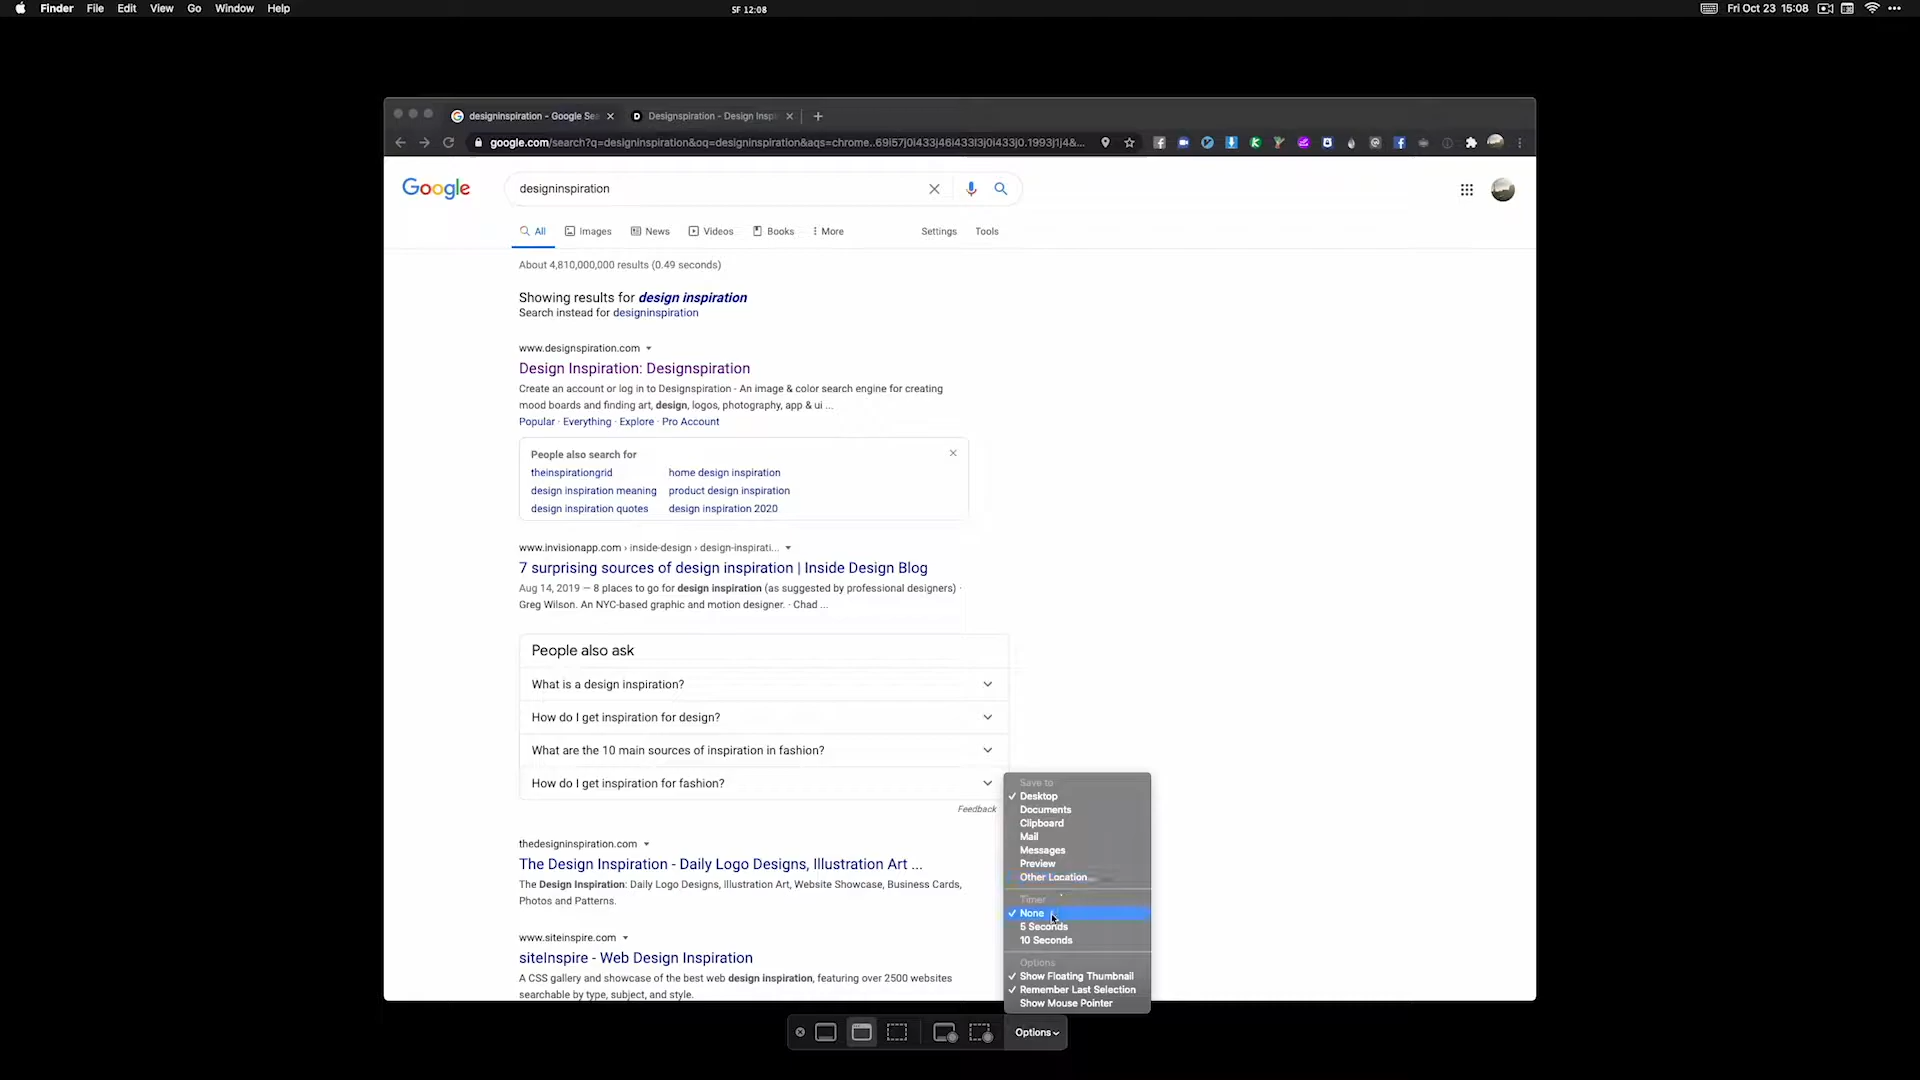 Finder File Edit View Go Window Help
SF 12:08
Fri Oct 23 15:08
designinspiration - Google Sea
Designspiration - Design Inspi
google.com/search?q=designinspiration&oq=designinspiration&aqs=chrome..69i57j0i433j46i433l3j0i433j0.1993j1j4&...
Google
designinspiration
All Images News Videos Books More Settings Tools
About 4,810,000,000 results (0.49 seconds)
Showing results for design inspiration
Search instead for designinspiration
www.designspiration.com
Design Inspiration: Designspiration
Create an account or log in to Designspiration - An image & color search engine for creating
mood boards and finding art, design, logos, photography, app & ui ...
Popular · Everything · Explore · Pro Account
People also search for
theinspirationgrid home design inspiration
design inspiration meaning product design inspiration
design inspiration quotes design inspiration 2020
www.invisionapp.com › inside-design › design-inspirati...
7 surprising sources of design inspiration | Inside Design Blog
Aug 14, 2019 — 8 places to go for design inspiration (as suggested by professional designers) ·
Greg Wilson. An NYC-based graphic and motion designer. · Chad ...
People also ask
What is a design inspiration?
How do I get inspiration for design?
What are the 10 main sources of inspiration in fashion?
How do I get inspiration for fashion?
Feedback
thedesigninspiration.com
The Design Inspiration - Daily Logo Designs, Illustration Art ...
The Design Inspiration: Daily Logo Designs, Illustration Art, Website Showcase, Business Cards,
Photos and Patterns.
www.siteinspire.com
siteInspire - Web Design Inspiration
A CSS gallery and showcase of the best web design inspiration, featuring over 2500 websites
searchable by type, subject, and style.
Save to
Desktop
Documents
Clipboard
Mail
Messages
Preview
Other Location
Timer
None
5 Seconds
10 Seconds
Options
Show Floating Thumbnail
Remember Last Selection
Show Mouse Pointer
Options